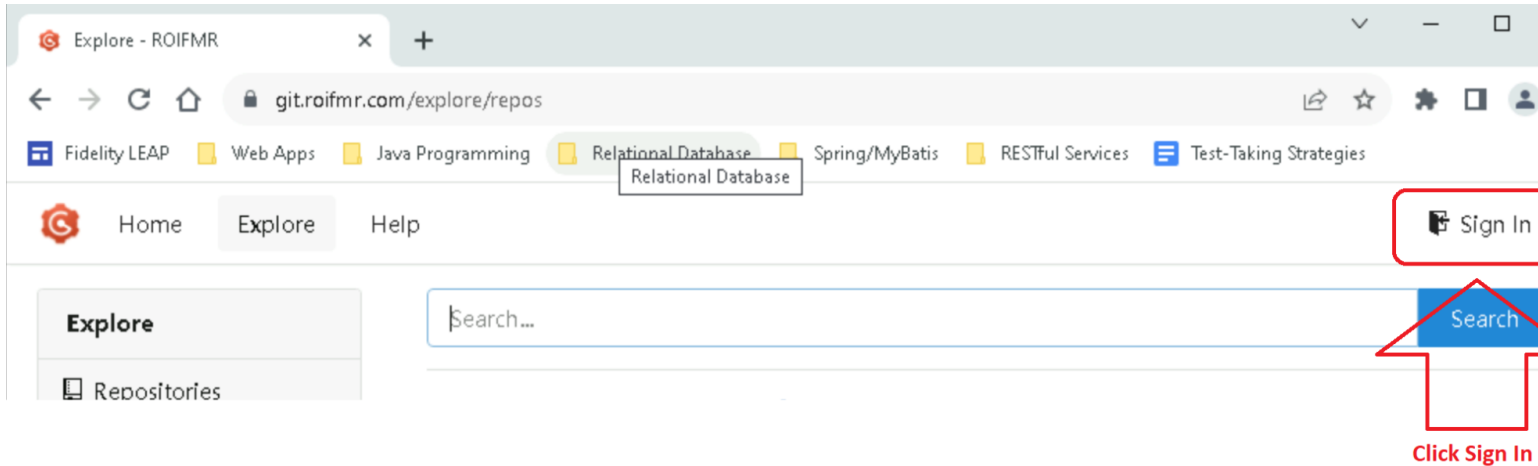 Explore - ROIFMR
git.roifmr.com/explore/repos
Fidelity LEAP Web Apps Java Programming Relational Database Spring/MyBatis RESTful Services Test-Taking Strategies
Relational Database
Home Explore Help Sign In
Explore Search... Search
Repositories
Click Sign In